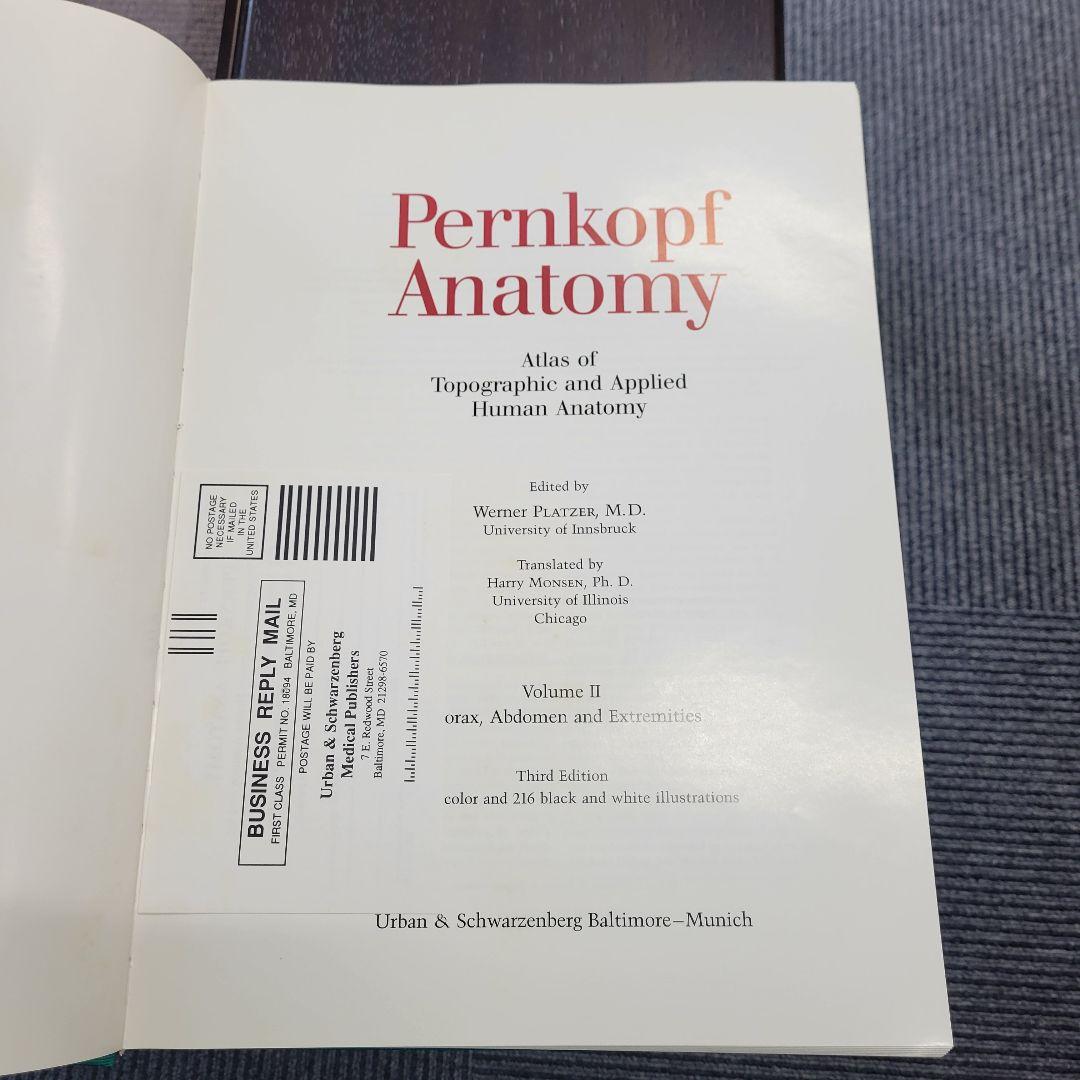 Pernkopf
Anatomy
Atlas of
Topographic and Applied
Human Anatomy
Edited by
Werner PLATZER, M.D.
University of Innsbruck
Translated by
Harry MONSEN, Ph. D.
University of Illinois
Chicago
Volume II
orax, Abdomen and Extremities
Third Edition
color and 216 black and white illustrations
Urban & Schwarzenberg Baltimore–Munich
NO POSTAGE
NECESSARY
IF MAILED
IN THE
UNITED STATES
BUSINESS REPLY MAIL
FIRST CLASS PERMIT NO. 18094 BALTIMORE, MD
POSTAGE WILL BE PAID BY
Urban & Schwarzenberg
Medical Publishers
7 E. Redwood Street
Baltimore, MD 21298-6570